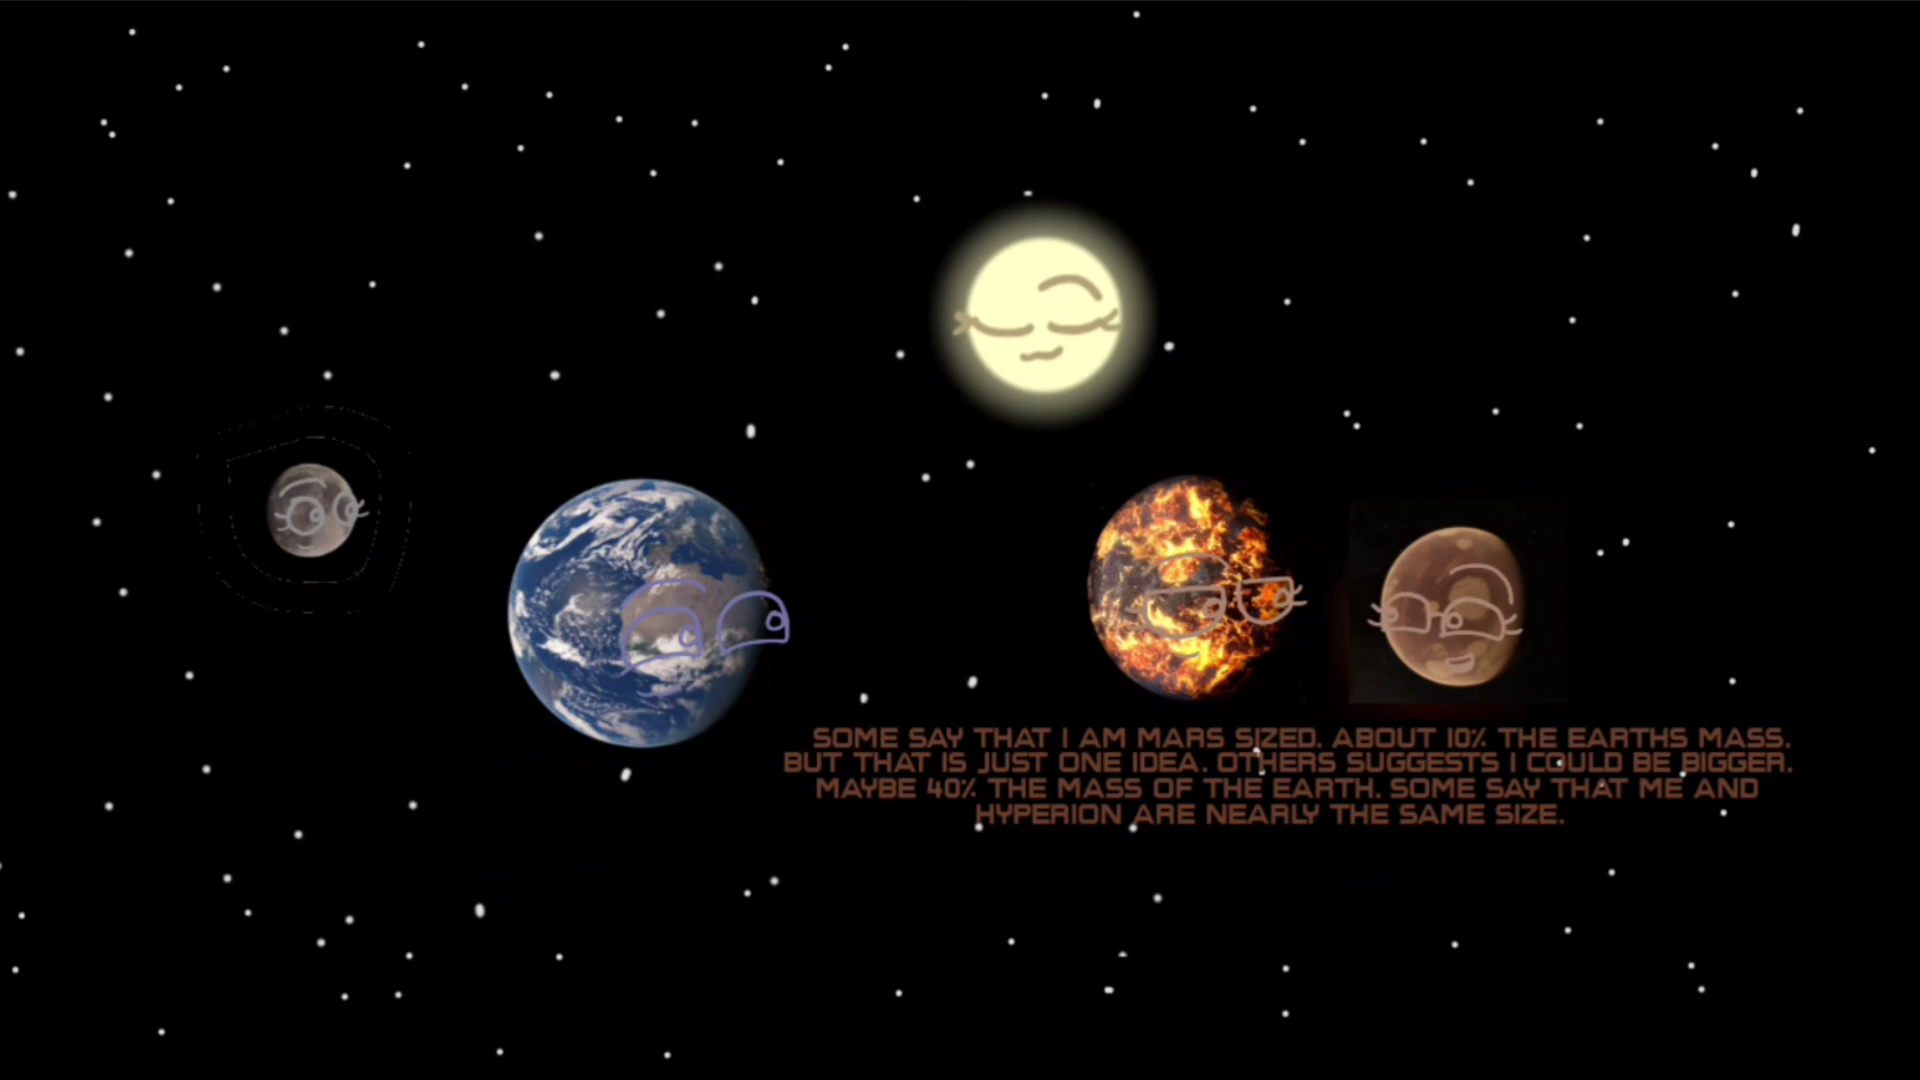 SOME SAY THAT I AM MARS SIZED. ABOUT 10% THE EARTHS MASS.
BUT THAT IS JUST ONE IDEA. OTHERS SUGGESTS I COULD BE BIGGER.
MAYBE 40% THE MASS OF THE EARTH. SOME SAY THAT ME AND
HYPERION ARE NEARLY THE SAME SIZE.